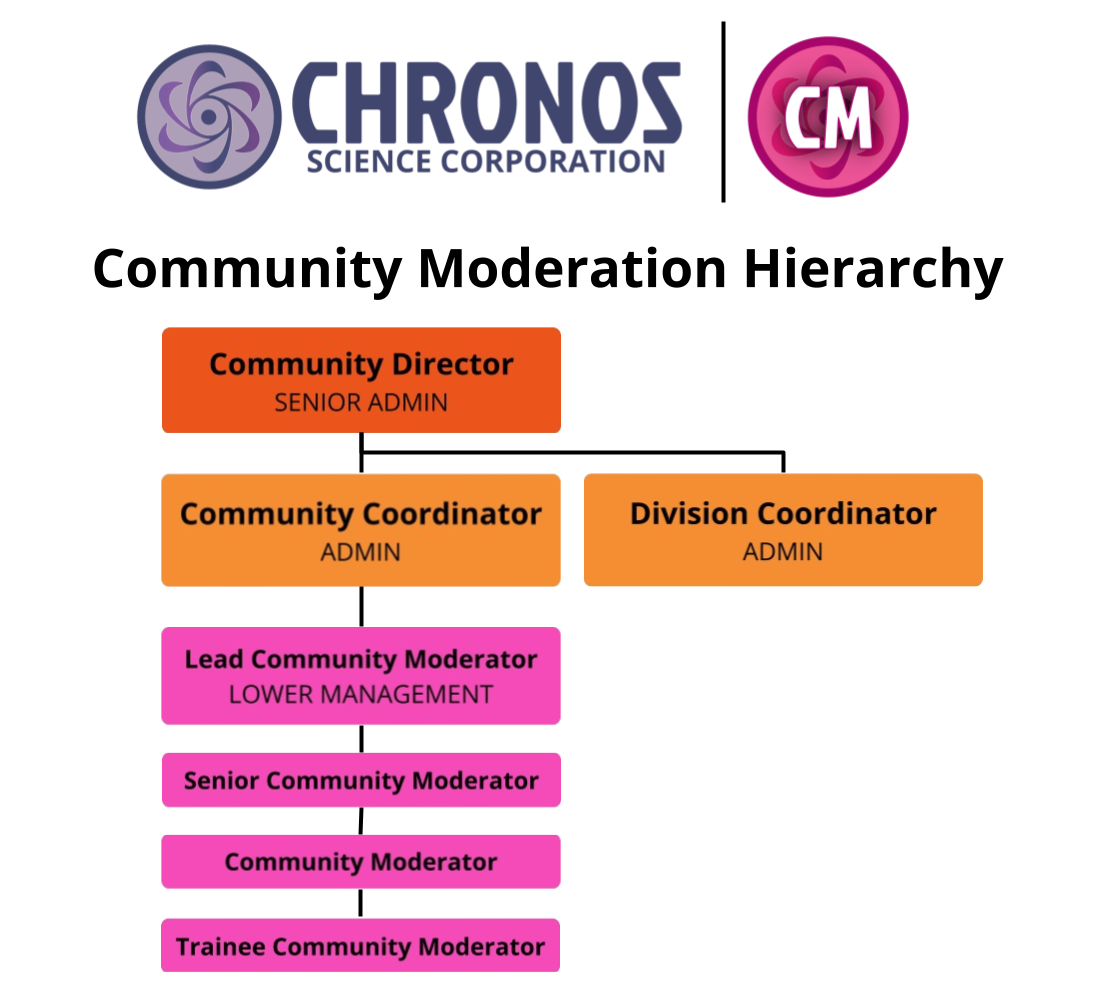 CHRONOS
SCIENCE CORPORATION
CM
Community Moderation Hierarchy
Community Director
SENIOR ADMIN
Community Coordinator
ADMIN
Division Coordinator
ADMIN
Lead Community Moderator
LOWER MANAGEMENT
Senior Community Moderator
Community Moderator
Trainee Community Moderator